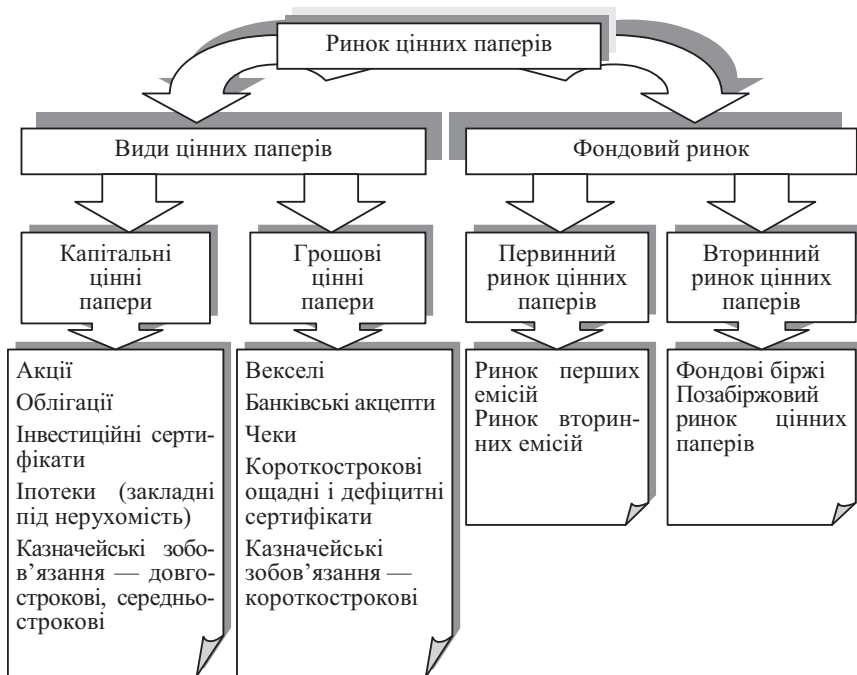 Ринок цінних паперів
Види цінних паперів
Фондовий ринок
Капітальні
цінні
папери
Грошові
цінні
папери
Первинний
ринок цінних
паперів
Вторинний
ринок цінних
паперів
Акції
Облігації
Інвестиційні серти-
фікати
Іпотеки (закладні
під нерухомість)
Казначейські зобо-
в’язання — довго-
строкові, середньо-
строкові
Векселі
Банківські акцепти
Чеки
Короткострокові
ощадні і дефіцитні
сертифікати
Казначейські
зобов’язання —
короткострокові
Ринок перших
емісій
Ринок вторин-
них емісій
Фондові біржі
Позабіржовий
ринок цінних
паперів